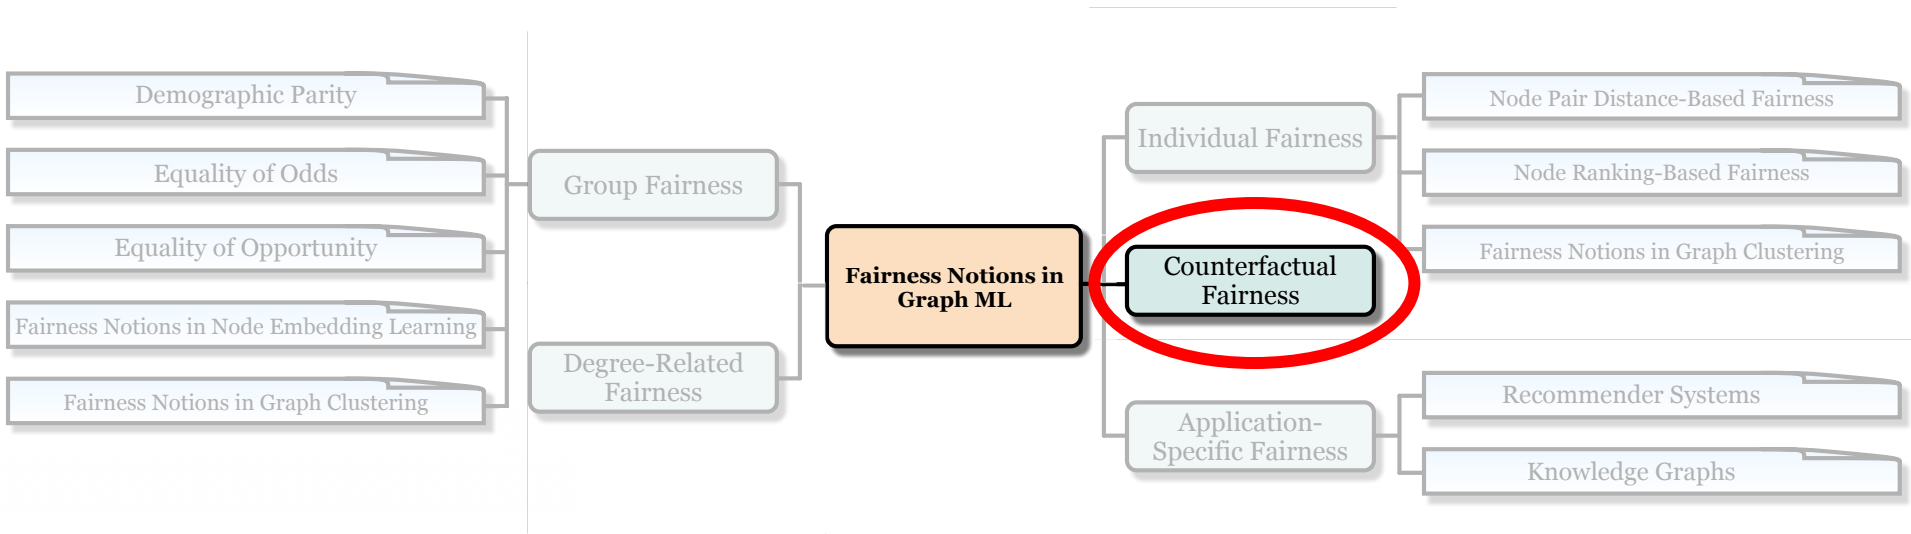 Demographic Parity
Equality of Odds
Equality of Opportunity
Fairness Notions in Node Embedding Learning
Fairness Notions in Graph Clustering
Group Fairness
Degree-Related
Fairness
Fairness Notions in
Graph ML
Individual Fairness
Counterfactual
Fairness
Application-
Specific Fairness
Node Pair Distance-Based Fairness
Node Ranking-Based Fairness
Fairness Notions in Graph Clustering
Recommender Systems
Knowledge Graphs